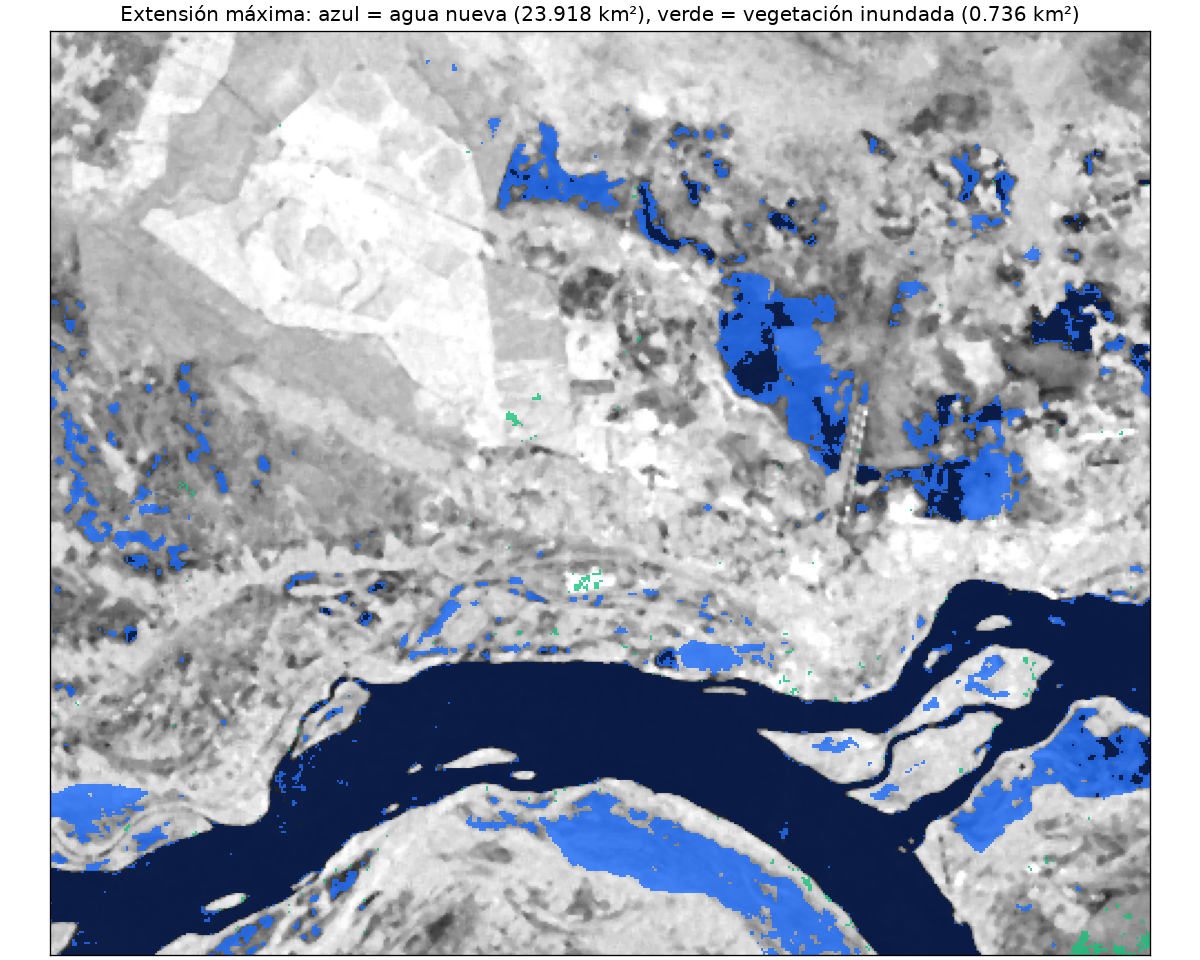 Extensión máxima: azul = agua nueva (23.918 km²), verde = vegetación inundada (0.736 km²)